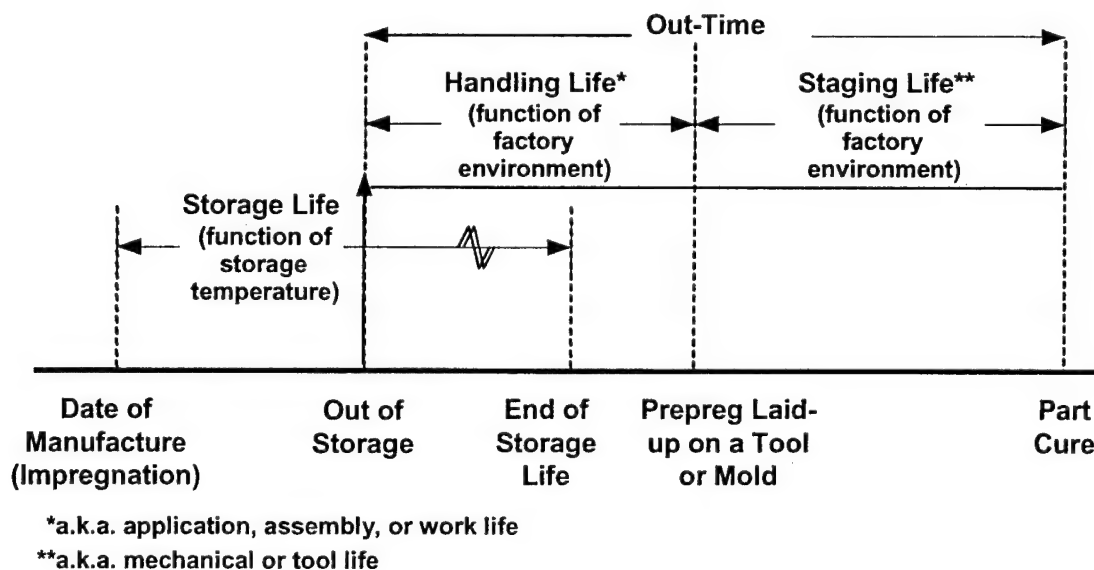 Out-Time
Handling Life*
(function of
factory
environment)
Staging Life**
(function of
factory
environment)
Storage Life
(function of
storage
temperature)
Date of
Manufacture
(Impregnation)
Out of
Storage
End of
Storage
Life
Prepreg Laid-
up on a Tool
or Mold
Part
Cure
*a.k.a. application, assembly, or work life
**a.k.a. mechanical or tool life